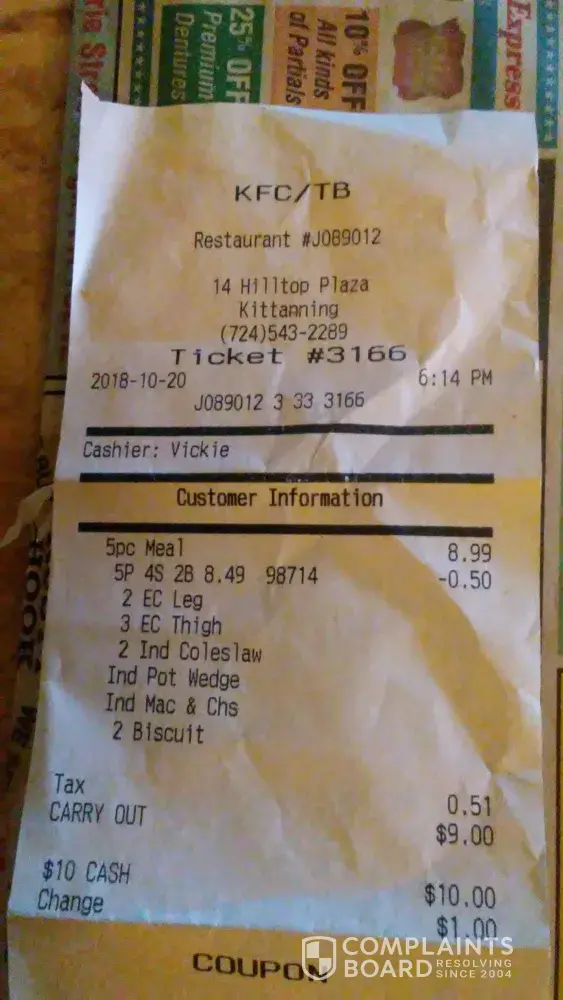 Express
10% OFF
All kinds
of Partials
25% OFF
Premium
Dentures
KFC/TB
Restaurant #J089012
14 Hilltop Plaza
Kittanning
(724)543-2289
Ticket #3166
2018-10-20 6:14 PM
J089012 3 33 3166
Cashier: Vickie
Customer Information
5pc Meal 8.99
5P 4S 2B 8.49 98714 -0.50
2 EC Leg
3 EC Thigh
2 Ind Coleslaw
Ind Pot Wedge
Ind Mac & Chs
2 Biscuit
Tax 0.51
CARRY OUT $9.00
$10 CASH $10.00
Change $1.00
COUPON
COMPLAINTS
BOARD RESOLVING
SINCE 2004